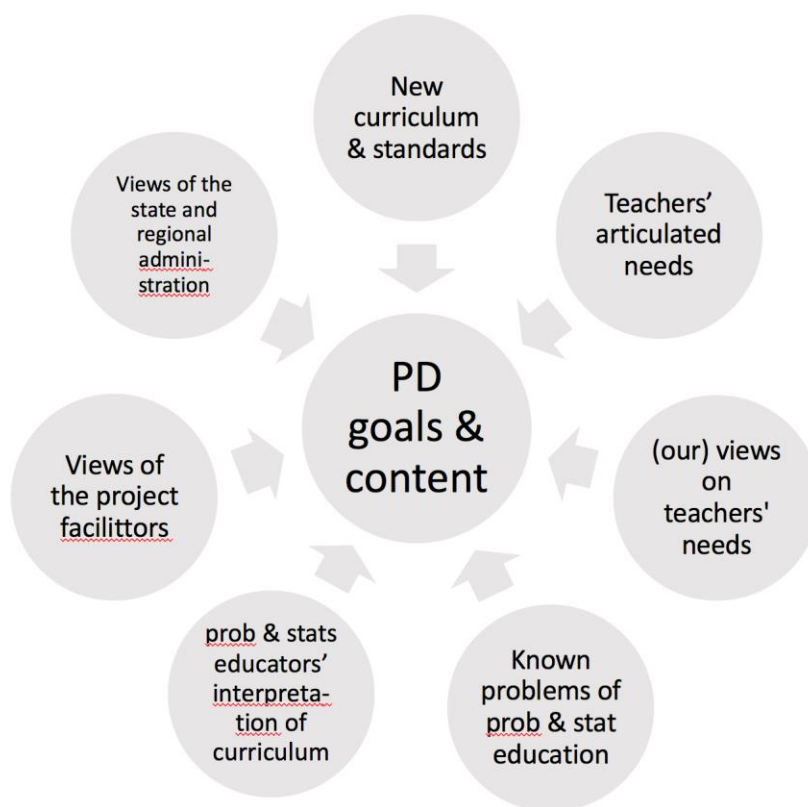 New
curriculum
& standards
Teachers’
articulated
needs
(our) views
on
teachers'
needs
Known
problems of
prob & stat
education
prob & stats
educators’
interpreta-
tion of
curriculum
Views of
the project
facilittors
Views of the
state and
regional
admini-
stration
PD
goals &
content